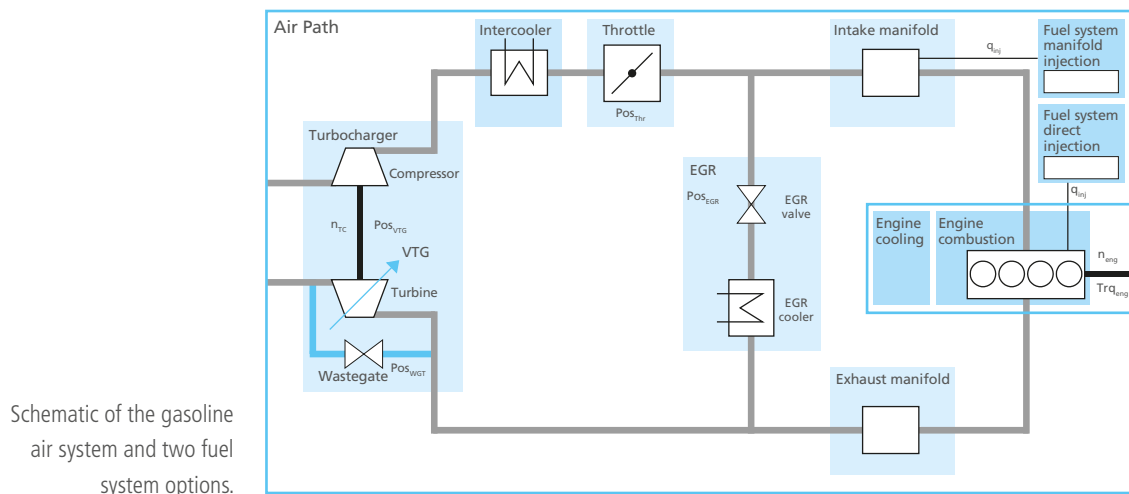 Air Path
Intercooler
Throttle
Pos_Thr
Intake manifold
q_inj
Fuel system
manifold
injection
Fuel system
direct
injection
q_inj
Turbocharger
Compressor
n_TC
Pos_VTG
VTG
Turbine
Wastegate
Pos_WGT
EGR
Pos_EGR
EGR
valve
EGR
cooler
Engine
cooling
Engine
combustion
n_eng
Trq_eng
Exhaust manifold
Schematic of the gasoline
air system and two fuel
system options.